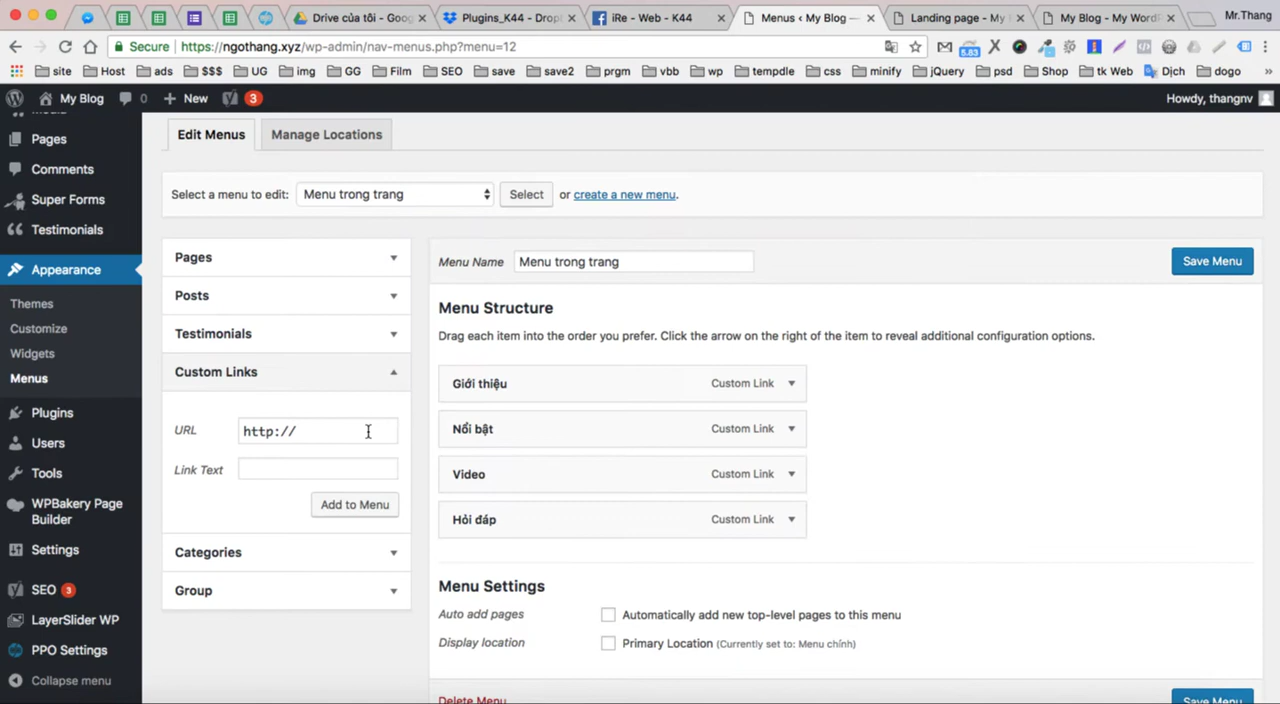 Mr.Thang
Drive của tôi - Goog
Plugins_K44 - Dropl
iRe - Web - K44
Menus ‹ My Blog —
Landing page - My
My Blog - My WordP
Secure
https://ngothang.xyz/wp-admin/nav-menus.php?menu=12
5.83
site Host ads $$$ UG img GG Film SEO save save2 prgm vbb wp tempdle css minify jQuery psd Shop tk Web Dịch dogo »
My Blog 0 New 3 Howdy, thangnv
Pages
Comments
Super Forms
Testimonials
Appearance
Themes
Customize
Widgets
Menus
Plugins
Users
Tools
WPBakery Page
Builder
Settings
SEO 3
LayerSlider WP
PPO Settings
Collapse menu
Edit Menus Manage Locations
Select a menu to edit: Menu trong trang Select or create a new menu.
Pages
Posts
Testimonials
Custom Links
URL http://
Link Text
Add to Menu
Categories
Group
Menu Name Menu trong trang Save Menu
Menu Structure
Drag each item into the order you prefer. Click the arrow on the right of the item to reveal additional configuration options.
Giới thiệu Custom Link
Nổi bật Custom Link
Video Custom Link
Hỏi đáp Custom Link
Menu Settings
Auto add pages Automatically add new top-level pages to this menu
Display location Primary Location (Currently set to: Menu chính)
Delete Menu Save Menu